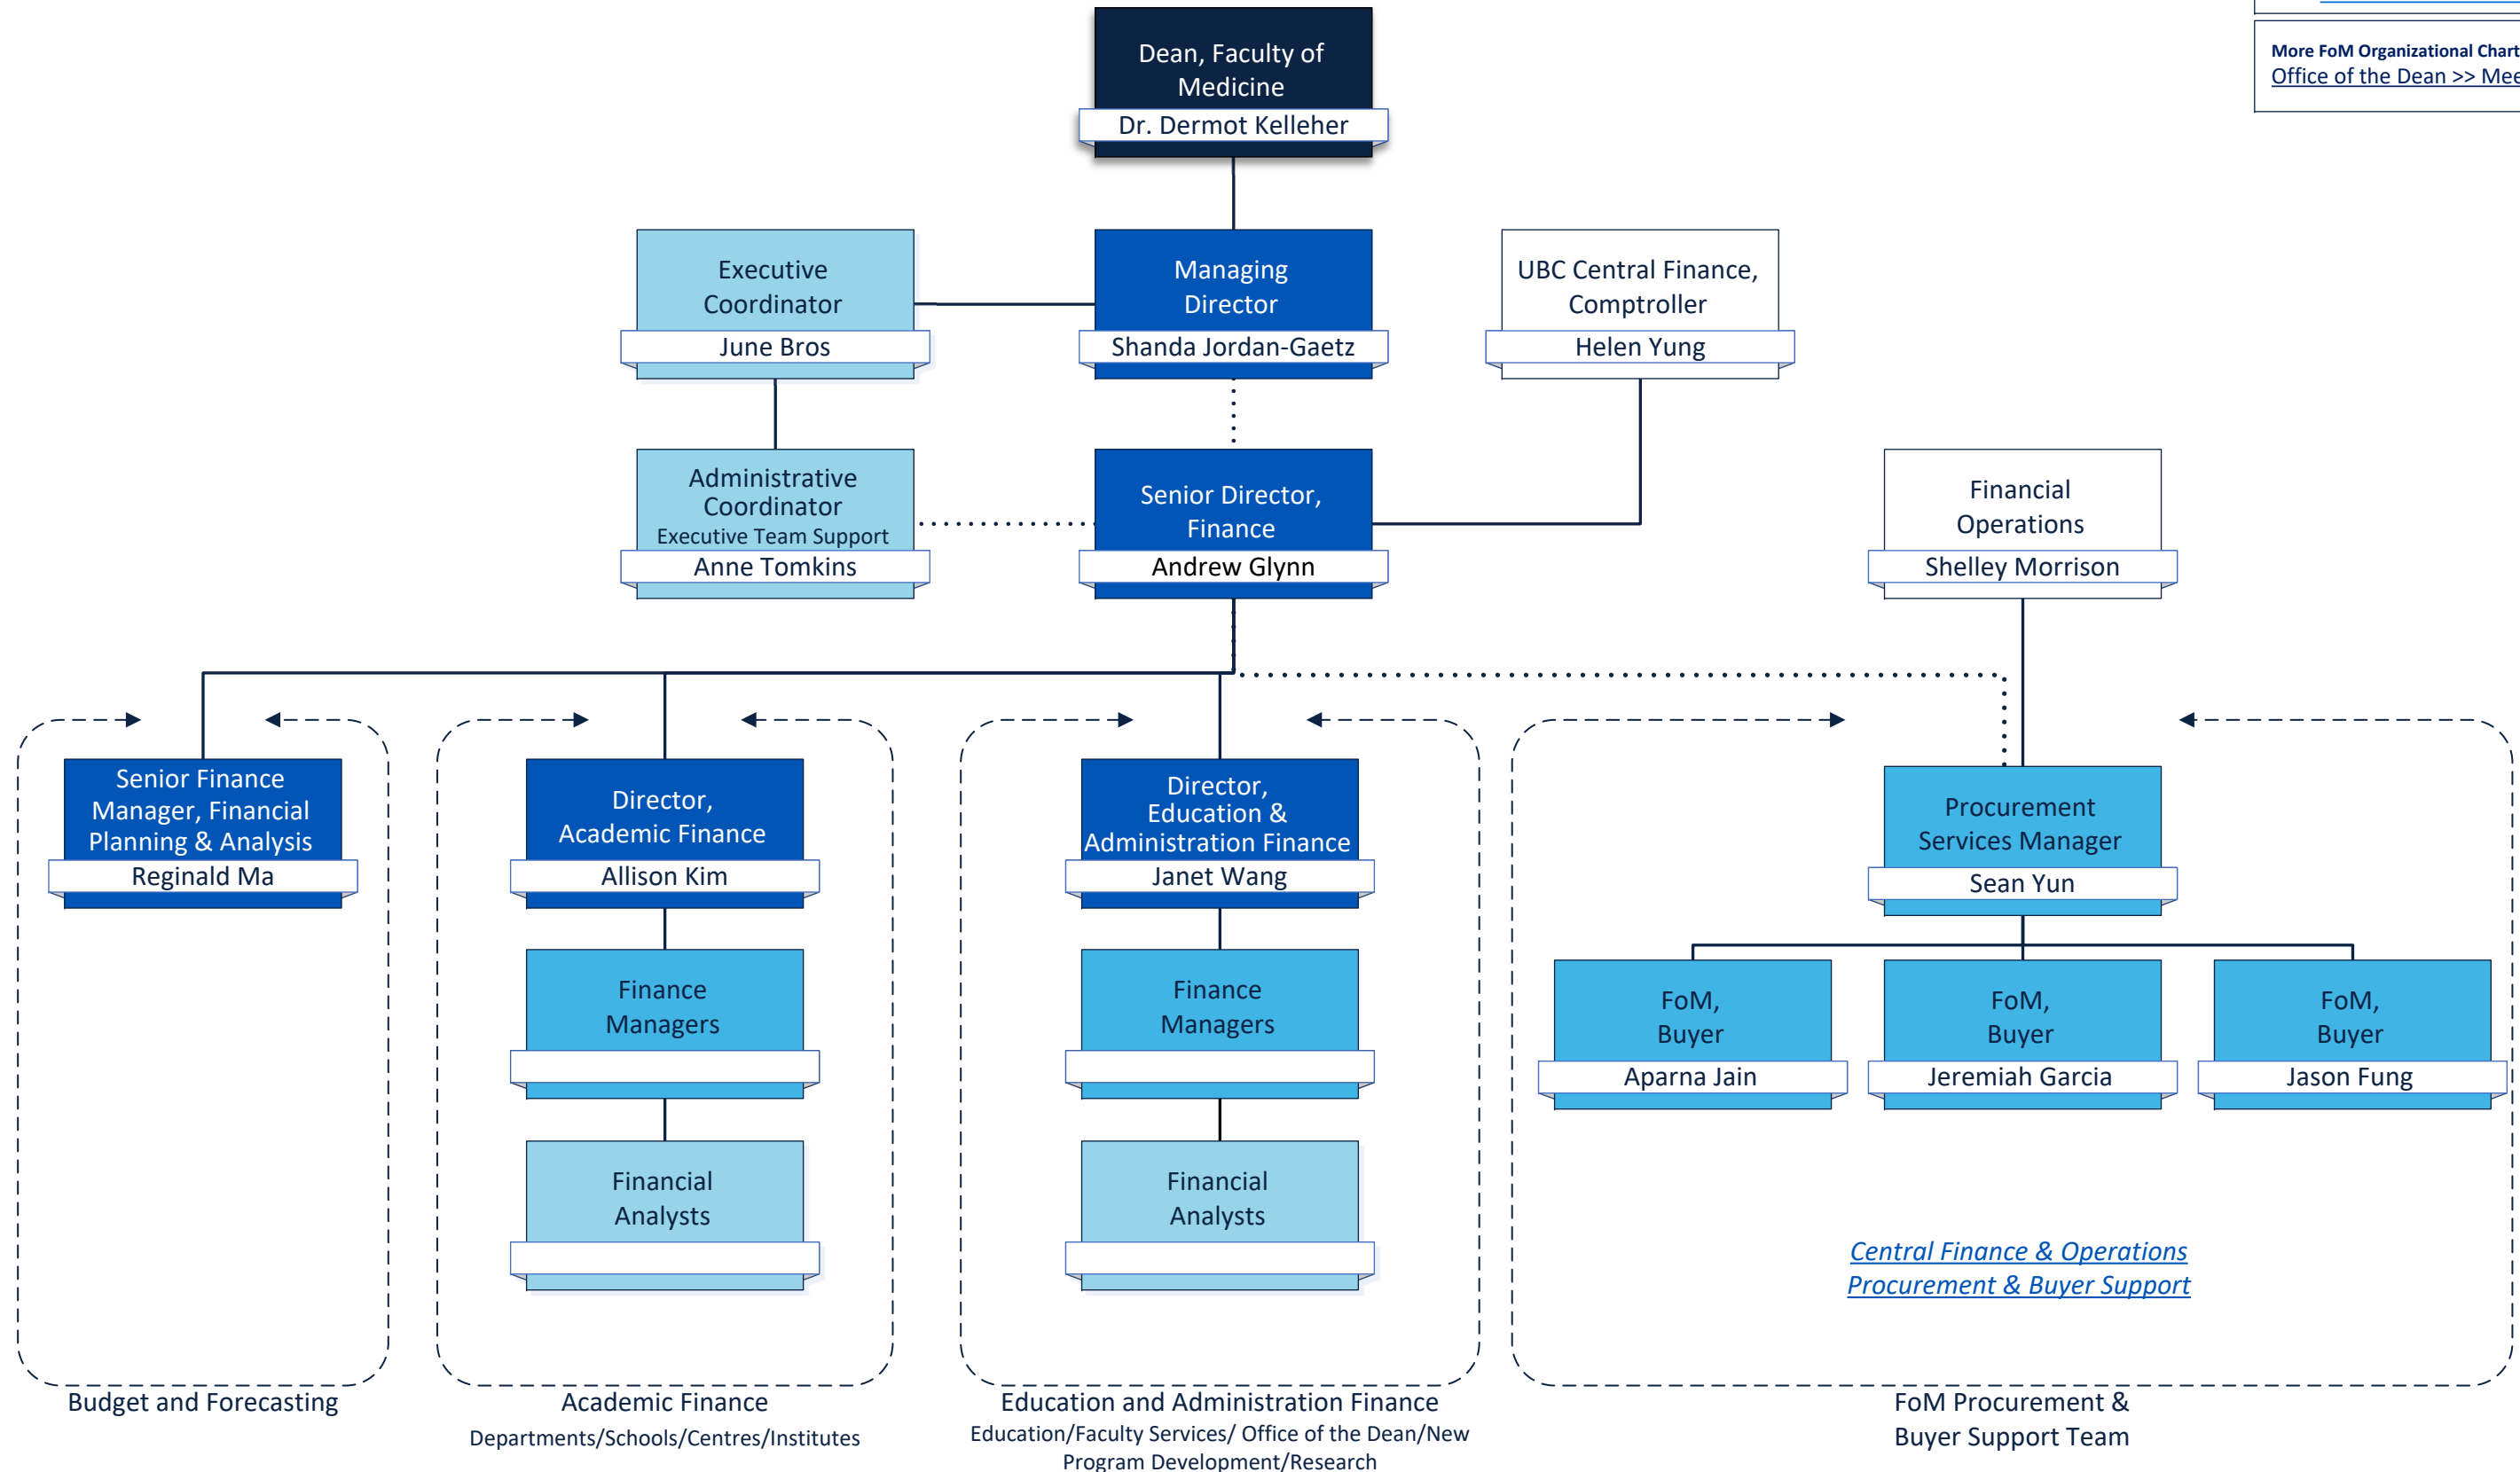 More FoM Organizational Chart
Office of the Dean >> Mee
Dean, Faculty of
Medicine
Dr. Dermot Kelleher
Executive
Coordinator
June Bros
Managing
Director
Shanda Jordan-Gaetz
UBC Central Finance,
Comptroller
Helen Yung
Administrative
Coordinator
Executive Team Support
Anne Tomkins
Senior Director,
Finance
Andrew Glynn
Financial
Operations
Shelley Morrison
Senior Finance
Manager, Financial
Planning & Analysis
Reginald Ma
Director,
Academic Finance
Allison Kim
Director,
Education &
Administration Finance
Janet Wang
Procurement
Services Manager
Sean Yun
Finance
Managers
Finance
Managers
FoM,
Buyer
Aparna Jain
FoM,
Buyer
Jeremiah Garcia
FoM,
Buyer
Jason Fung
Financial
Analysts
Financial
Analysts
Central Finance & Operations
Procurement & Buyer Support
Budget and Forecasting
Academic Finance
Departments/Schools/Centres/Institutes
Education and Administration Finance
Education/Faculty Services/ Office of the Dean/New
Program Development/Research
FoM Procurement &
Buyer Support Team